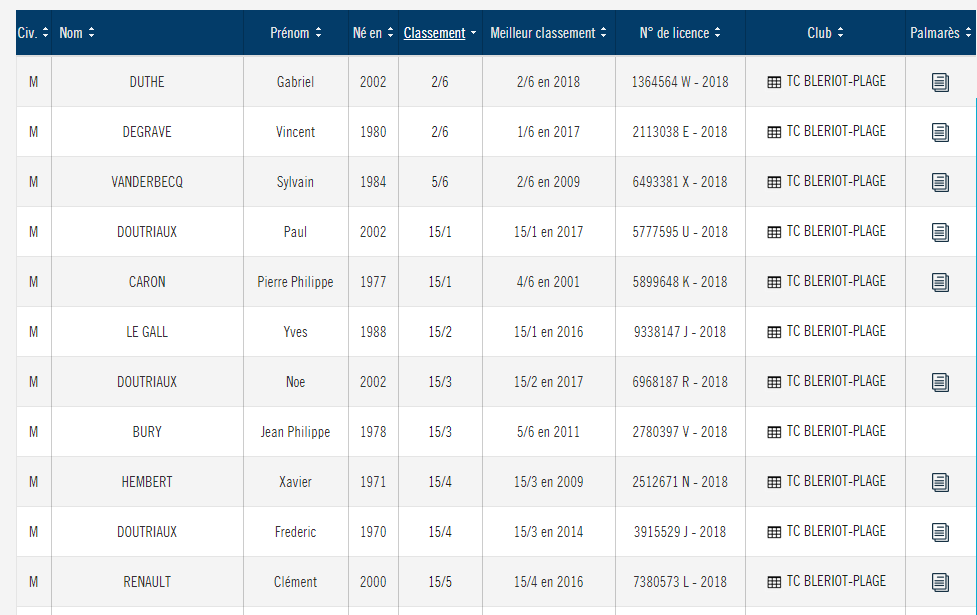 Civ. Nom Prénom Né en Classement Meilleur classement N° de licence Club Palmarès
M DUTHE Gabriel 2002 2/6 2/6 en 2018 1364564 W - 2018 TC BLERIOT-PLAGE
M DEGRAVE Vincent 1980 2/6 1/6 en 2017 2113038 E - 2018 TC BLERIOT-PLAGE
M VANDERBECQ Sylvain 1984 5/6 2/6 en 2009 6493381 X - 2018 TC BLERIOT-PLAGE
M DOUTRIAUX Paul 2002 15/1 15/1 en 2017 5777595 U - 2018 TC BLERIOT-PLAGE
M CARON Pierre Philippe 1977 15/1 4/6 en 2001 5899648 K - 2018 TC BLERIOT-PLAGE
M LE GALL Yves 1988 15/2 15/1 en 2016 9338147 J - 2018 TC BLERIOT-PLAGE
M DOUTRIAUX Noe 2002 15/3 15/2 en 2017 6968187 R - 2018 TC BLERIOT-PLAGE
M BURY Jean Philippe 1978 15/3 5/6 en 2011 2780397 V - 2018 TC BLERIOT-PLAGE
M HEMBERT Xavier 1971 15/4 15/3 en 2009 2512671 N - 2018 TC BLERIOT-PLAGE
M DOUTRIAUX Frederic 1970 15/4 15/3 en 2014 3915529 J - 2018 TC BLERIOT-PLAGE
M RENAULT Clément 2000 15/5 15/4 en 2016 7380573 L - 2018 TC BLERIOT-PLAGE